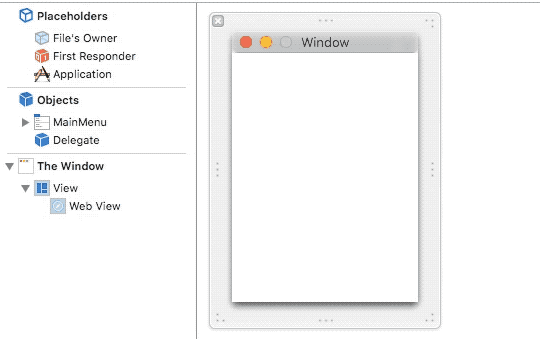 Placeholders
File's Owner
First Responder
Application
Objects
MainMenu
Delegate
The Window
View
Web View
Window